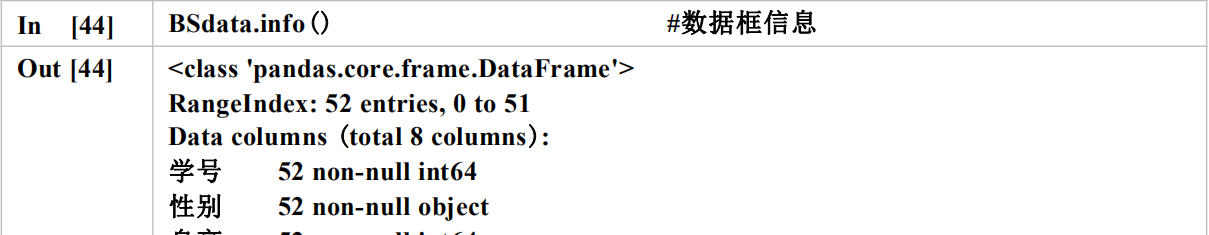 In [44] BSdata.info() #数据框信息
Out [44] <class 'pandas.core.frame.DataFrame'>
RangeIndex: 52 entries, 0 to 51
Data columns (total 8 columns):
学号 52 non-null int64
性别 52 non-null object